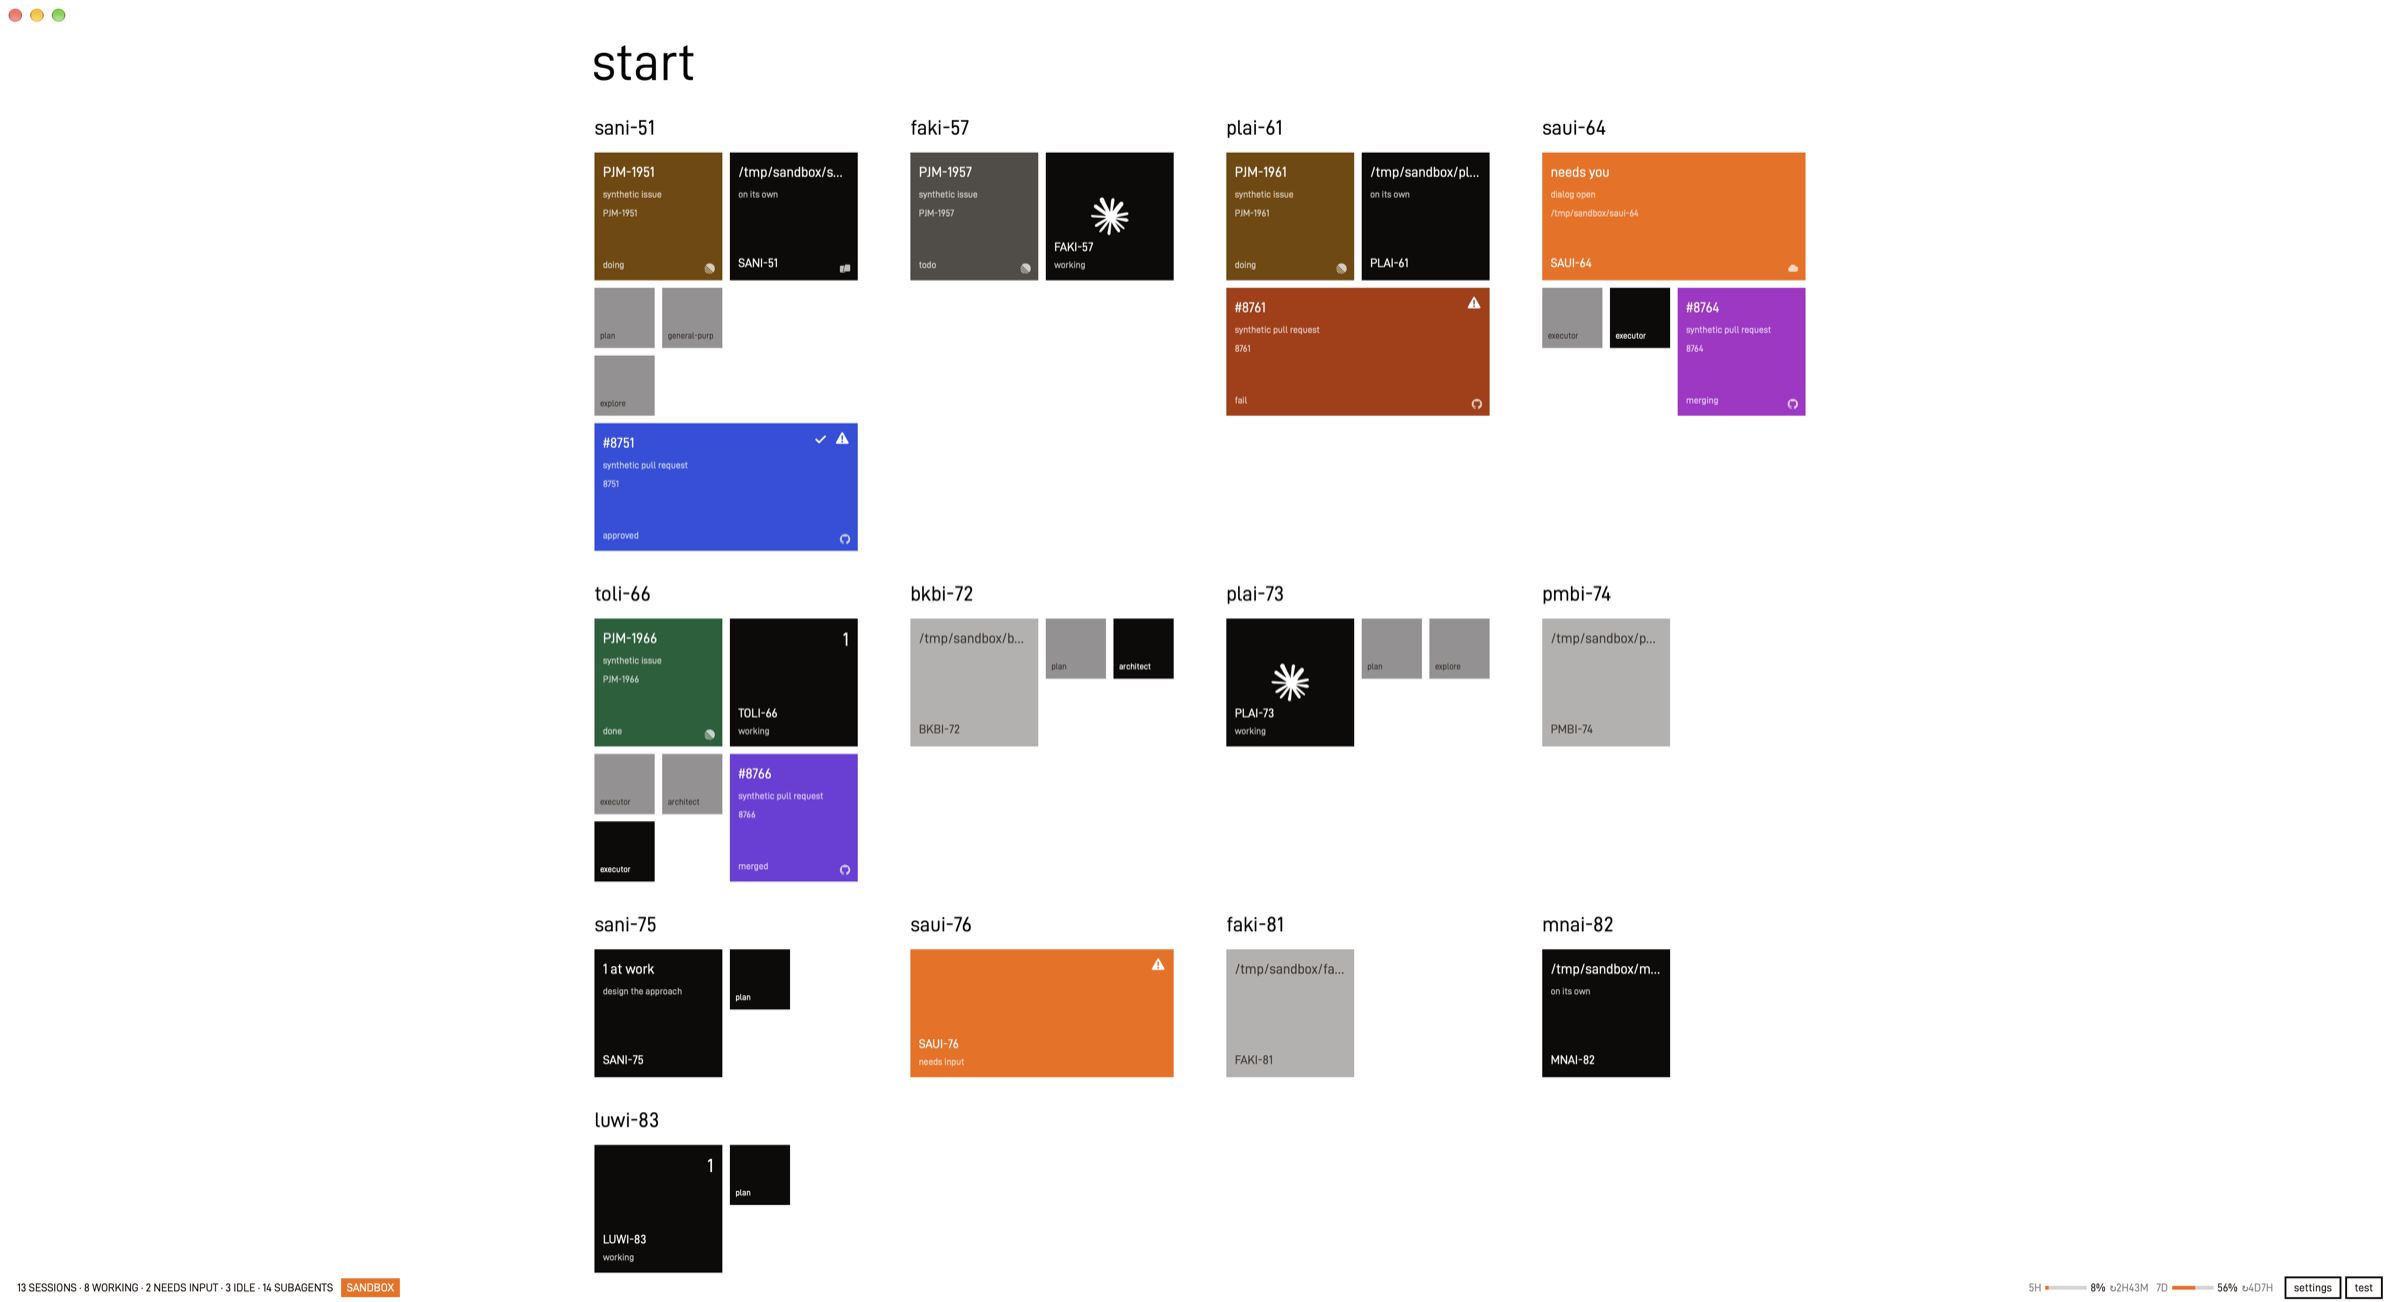 start
sani-51
PJM-1951
synthetic issue
PJM-1951
doing
/tmp/sandbox/s...
on its own
SANI-51
plan
general-purp
explore
#8751
synthetic pull request
8751
approved
faki-57
PJM-1957
synthetic issue
PJM-1957
todo
FAKI-57
working
plai-61
PJM-1961
synthetic issue
PJM-1961
doing
/tmp/sandbox/pl...
on its own
PLAI-61
#8761
synthetic pull request
8761
fail
saui-64
needs you
dialog open
/tmp/sandbox/saui-64
SAUI-64
executor
executor
#8764
synthetic pull request
8764
merging
toli-66
PJM-1966
synthetic issue
PJM-1966
done
1
TOLI-66
working
executor
architect
executor
#8766
synthetic pull request
8766
merged
bkbi-72
/tmp/sandbox/b...
BKBI-72
plan
architect
plai-73
PLAI-73
working
plan
explore
pmbi-74
/tmp/sandbox/p...
PMBI-74
sani-75
1 at work
design the approach
SANI-75
plan
saui-76
SAUI-76
needs input
faki-81
/tmp/sandbox/fa...
FAKI-81
mnai-82
/tmp/sandbox/m...
on its own
MNAI-82
luwi-83
1
LUWI-83
working
plan
13 SESSIONS · 8 WORKING · 2 NEEDS INPUT · 3 IDLE · 14 SUBAGENTS SANDBOX
5H 8% ↻2H43M 7D 56% ↻4D7H settings test